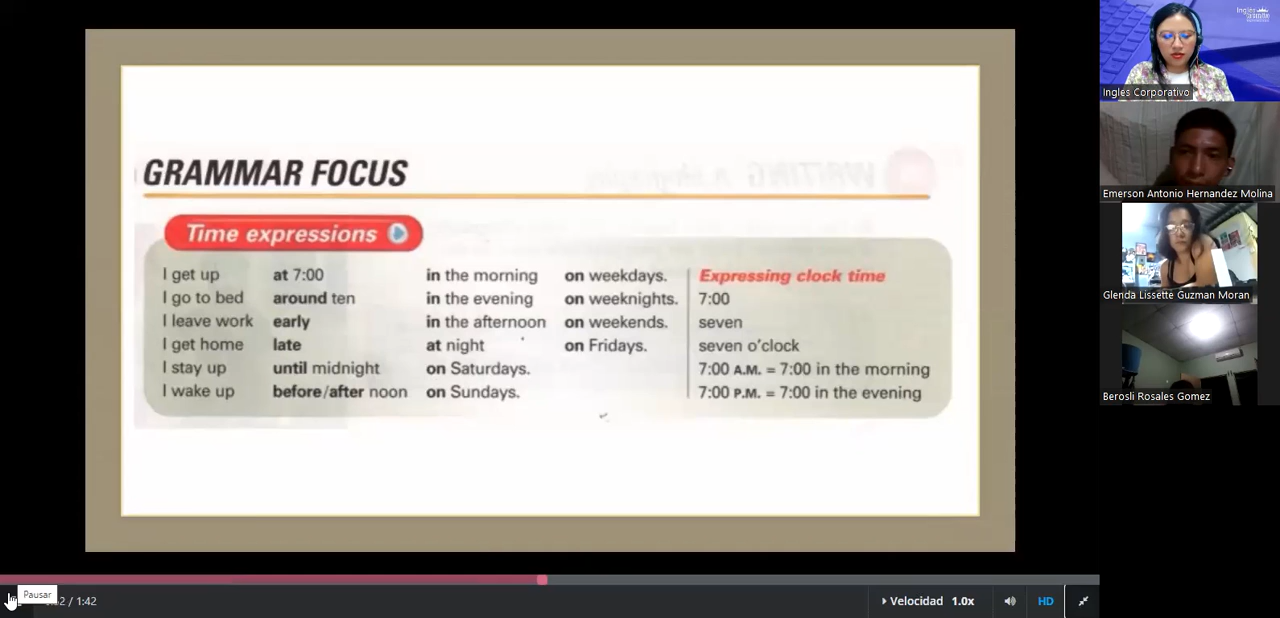 GRAMMAR FOCUS
Time expressions
I get up at 7:00 in the morning on weekdays.
I go to bed around ten in the evening on weeknights.
I leave work early in the afternoon on weekends.
I get home late at night on Fridays.
I stay up until midnight on Saturdays.
I wake up before/after noon on Sundays.
Expressing clock time
7:00
seven
seven o'clock
7:00 A.M. = 7:00 in the morning
7:00 P.M. = 7:00 in the evening
Ingles Corporativo
Emerson Antonio Hernandez Molina
Glenda Lissette Guzman Moran
Berosli Rosales Gomez
Pausar
/ 1:42
Velocidad 1.0x
HD